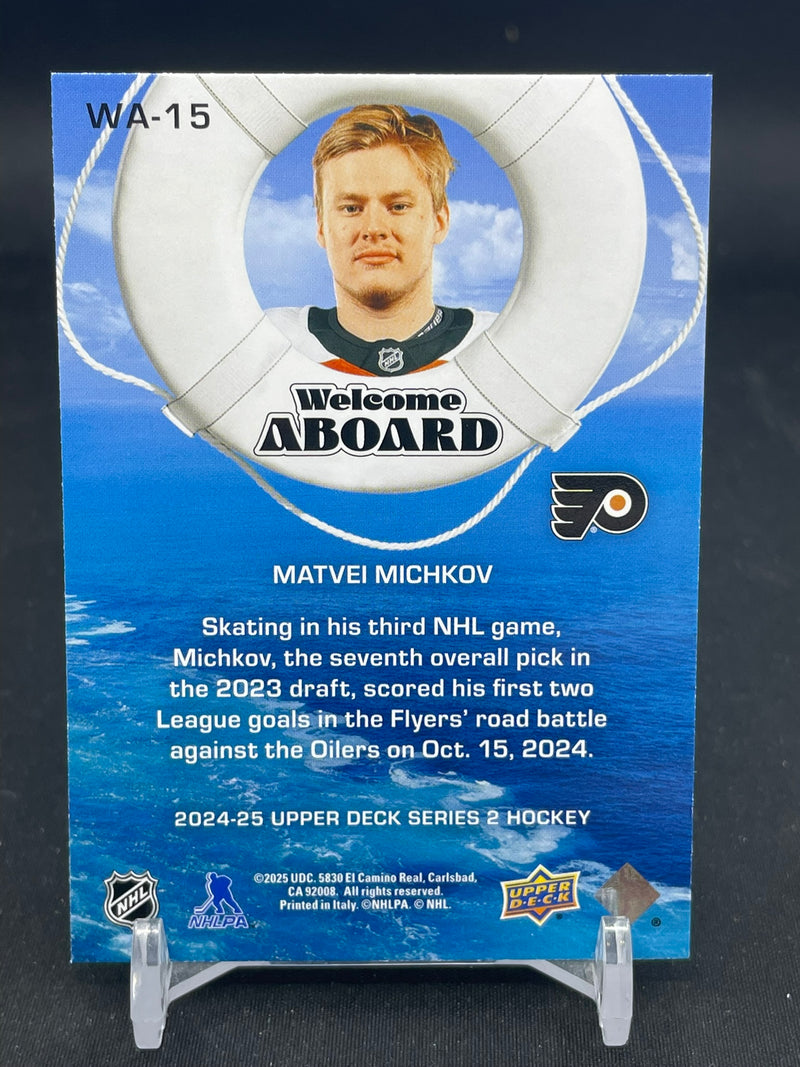 WA-15
NHL
Welcome
ABOARD
MATVEI MICHKOV
Skating in his third NHL game,
Michkov, the seventh overall pick in
the 2023 draft, scored his first two
League goals in the Flyers' road battle
against the Oilers on Oct. 15, 2024.
2024-25 UPPER DECK SERIES 2 HOCKEY
©2025 UDC. 5830 El Camino Real, Carlsbad,
CA 92008. All rights reserved.
Printed in Italy. ©NHLPA. © NHL.
NHL
NHLPA
UPPER
D•E•C•K